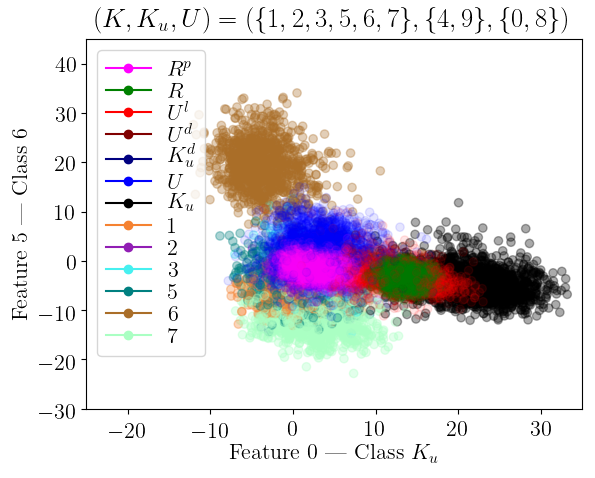 (K, K_u, U) = ({1, 2, 3, 5, 6, 7}, {4, 9}, {0, 8})
40
30
20
10
0
−10
−20
−30
Feature 5 — Class 6
R^p
R
U^l
U^d
K_u^d
U
K_u
1
2
3
5
6
7
−20
−10
0
10
20
30
Feature 0 — Class K_u